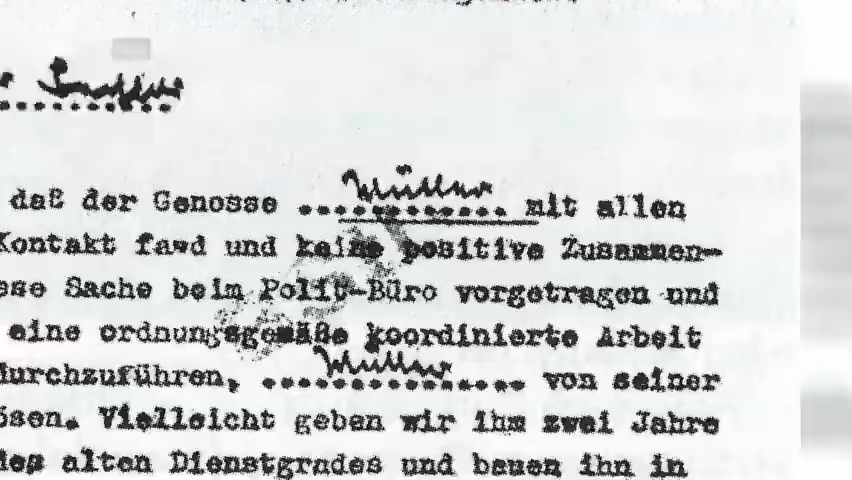 daß der Genosse Müller mit allen
Kontakt fand und keine positive Zusammen-
ese Sache beim Polit-Büro vorgetragen und
eine ordnungsgemäße koordinierte Arbeit
durchzuführen, Müller von seiner
ösen. Vielleicht geben wir ihm zwei Jahre
des alten Dienstgrades und bauen ihn in